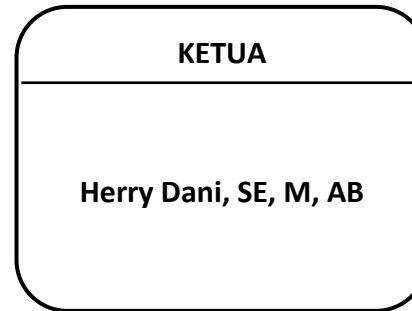 KETUA
Herry Dani, SE, M, AB